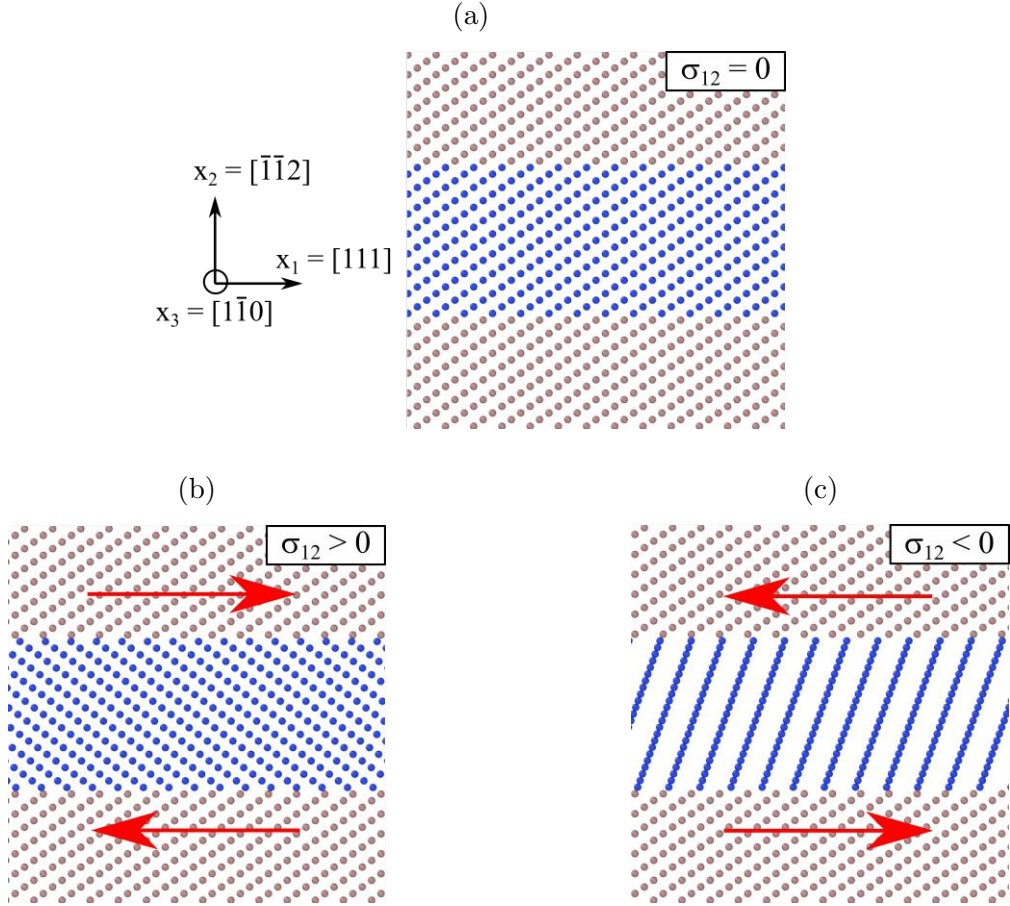 (a)
σ₁₂ = 0
x₂ = [1̄1̄2]
x₁ = [111]
x₃ = [11̄0]
(b)
(c)
σ₁₂ > 0
σ₁₂ < 0